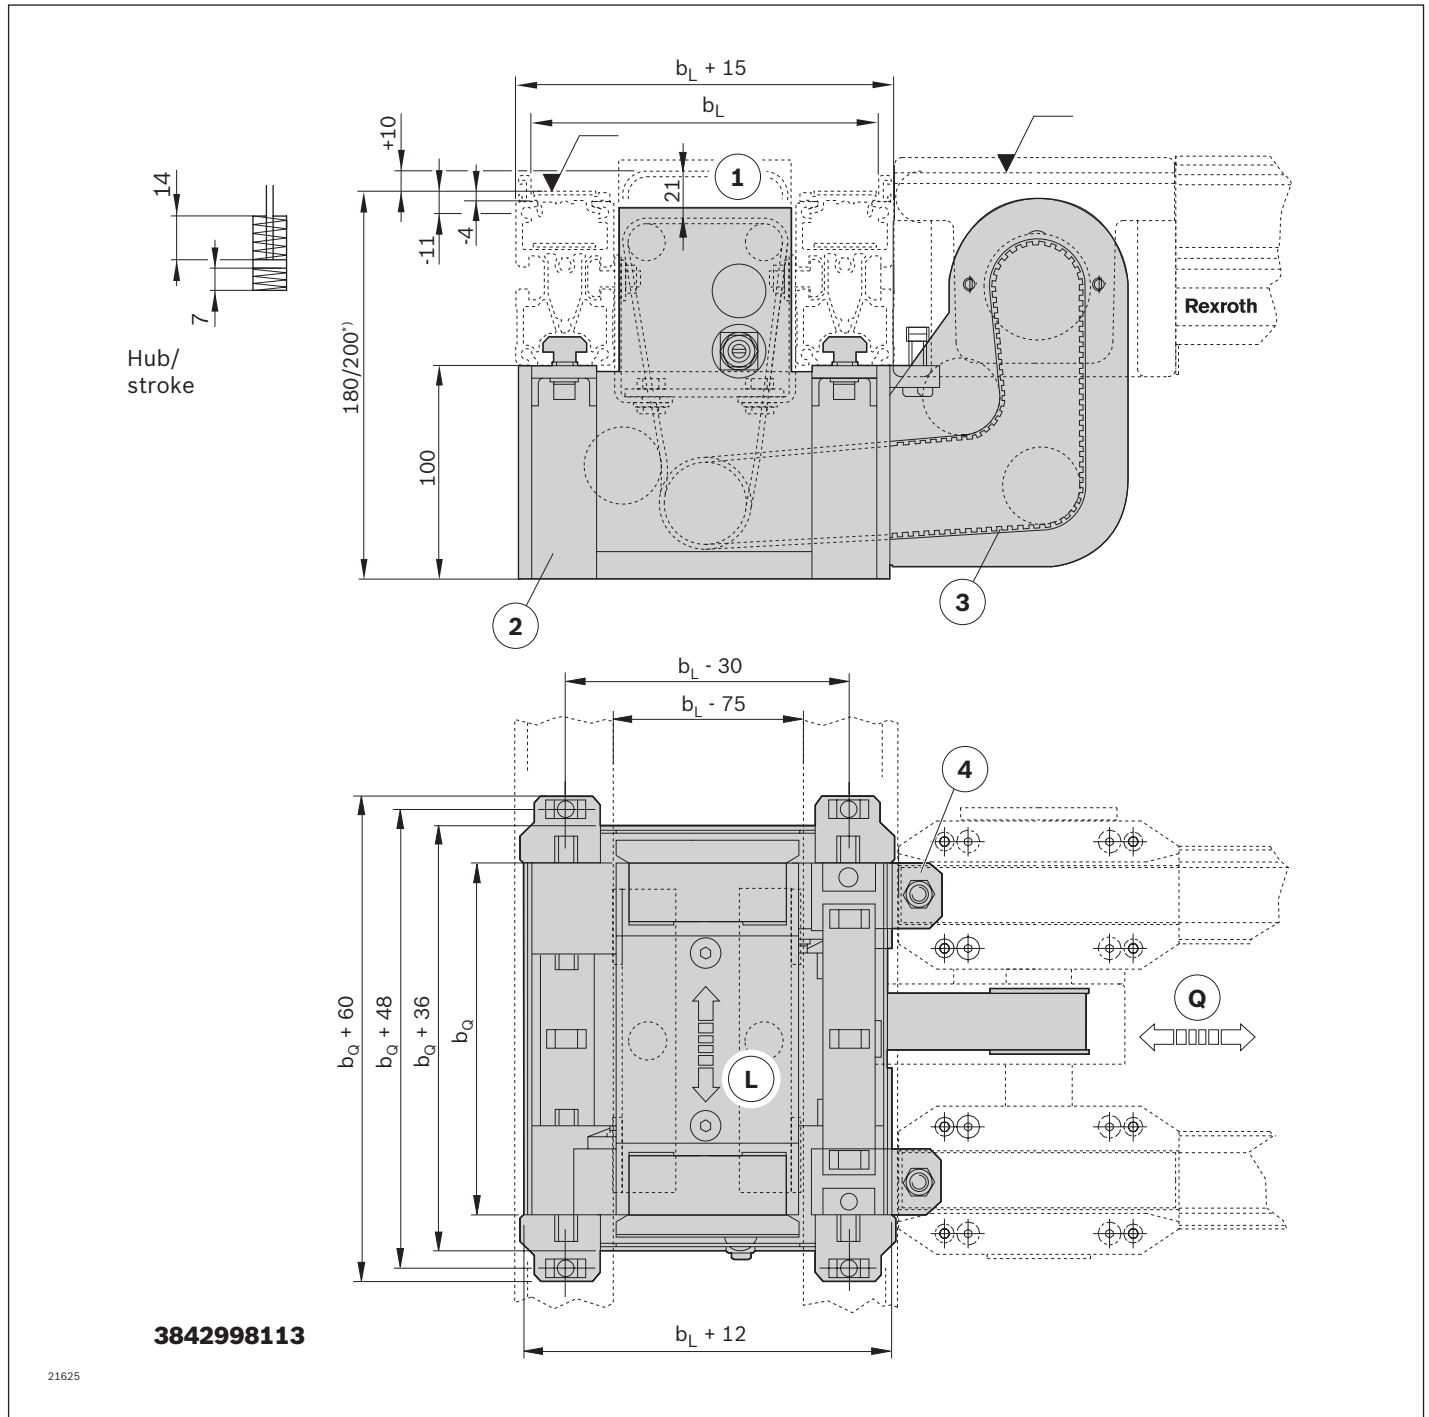 b_L + 15
b_L
+10
14
21
1
-11
-4
7
Rexroth
Hub/
stroke
180/200*)
100
2
3
b_L - 30
b_L - 75
4
b_Q + 60
b_Q + 48
b_Q + 36
b_Q
Q
L
3842998113
b_L + 12
21625